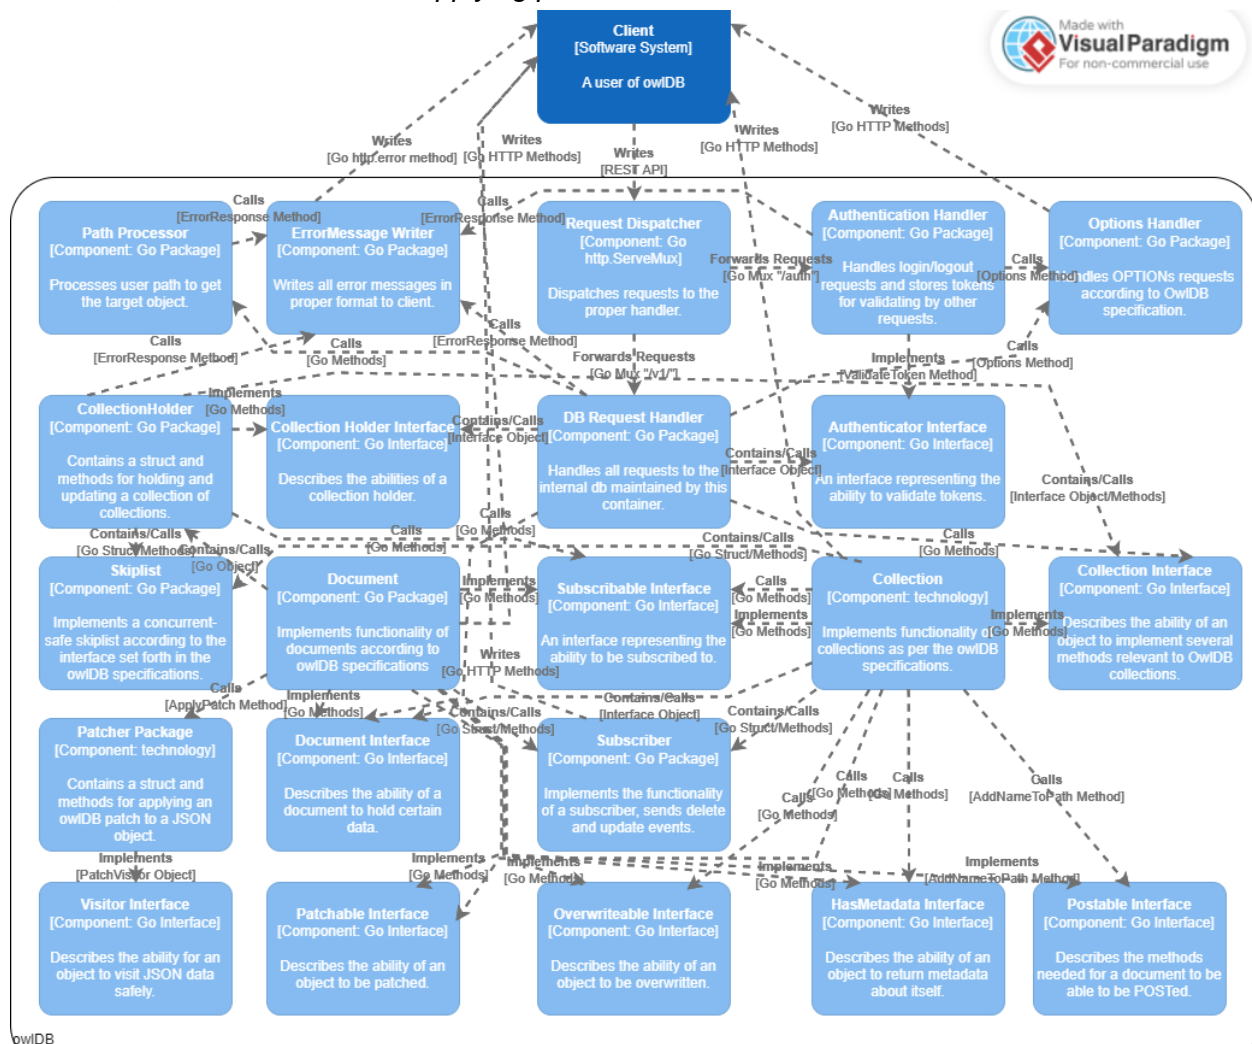 Made with
Visual Paradigm
For non-commercial use
Client
[Software System]
A user of owlDB
Writes
[Go http.error method]
Writes
[Go HTTP Methods]
Writes
[REST API]
Writes
[Go HTTP Methods]
Writes
[Go HTTP Methods]
Path Processor
[Component: Go Package]
Processes user path to get
the target object.
Calls
[ErrorResponse Method]
ErrorMessage Writer
[Component: Go Package]
Writes all error messages in
proper format to client.
Calls
[ErrorResponse Method]
Request Dispatcher
[Component: Go
http.ServeMux]
Dispatches requests to the
proper handler.
Forwards Requests
[Go Mux "/auth"]
Authentication Handler
[Component: Go Package]
Handles login/logout
requests and stores tokens
for validating by other
requests.
Calls
[Options Method]
Options Handler
[Component: Go Package]
Handles OPTIONs requests
according to OwlDB
specification.
Calls
[ErrorResponse Method]
Calls
[Go Methods]
Calls
[ErrorResponse Method]
Forwards Requests
[Go Mux "/v1/"]
Implements
[ValidateToken Method]
Calls
[Options Method]
CollectionHolder
[Component: Go Package]
Contains a struct and
methods for holding and
updating a collection of
collections.
Implements
[Go Methods]
Collection Holder Interface
[Component: Go Interface]
Describes the abilities of a
collection holder.
Contains/Calls
[Interface Object]
DB Request Handler
[Component: Go Package]
Handles all requests to the
internal db maintained by this
container.
Contains/Calls
[Interface Object]
Authenticator Interface
[Component: Go Interface]
An interface representing the
ability to validate tokens.
Contains/Calls
[Interface Object/Methods]
Contains/Calls
[Go Struct/Methods]
Contains/Calls
[Go Object]
Calls
[Go Methods]
Calls
[Go Methods]
Contains/Calls
[Go Struct/Methods]
Calls
[Go Methods]
Skiplist
[Component: Go Package]
Implements a concurrent-
safe skiplist according to the
interface set forth in the
owlDB specifications.
Document
[Component: Go Package]
Implements functionality of
documents according to
owlDB specifications
Implements
[Go Methods]
Subscribable Interface
[Component: Go Interface]
An interface representing the
ability to be subscribed to.
Calls
[Go Methods]
Implements
[Go Methods]
Collection
[Component: technology]
Implements functionality of
collections as per the owlDB
specifications.
Implements
[Go Methods]
Collection Interface
[Component: Go Interface]
Describes the ability of an
object to implement several
methods relevant to OwlDB
collections.
Writes
[Go HTTP Methods]
Calls
[ApplyPatch Method]
Implements
[Go Methods]
Contains/Calls
[Go Struct/Methods]
Contains/Calls
[Interface Object]
Contains/Calls
[Go Struct/Methods]
Patcher Package
[Component: technology]
Contains a struct and
methods for applying an
owlDB patch to a JSON
object.
Document Interface
[Component: Go Interface]
Describes the ability of a
document to hold certain
data.
Subscriber
[Component: Go Package]
Implements the functionality
of a subscriber, sends delete
and update events.
Calls
[Go Methods]
Calls
[Go Methods]
Calls
[Go Methods]
Calls
[AddNameToPath Method]
Implements
[PatchVisitor Object]
Implements
[Go Methods]
Implements
[Go Methods]
Implements
[Go Methods]
Implements
[AddNameToPath Method]
Visitor Interface
[Component: Go Interface]
Describes the ability for an
object to visit JSON data
safely.
Patchable Interface
[Component: Go Interface]
Describes the ability of an
object to be patched.
Overwriteable Interface
[Component: Go Interface]
Describes the ability of an
object to be overwritten.
HasMetadata Interface
[Component: Go Interface]
Describes the ability of an
object to return metadata
about itself.
Postable Interface
[Component: Go Interface]
Describes the methods
needed for a document to be
able to be POSTed.
owlDB